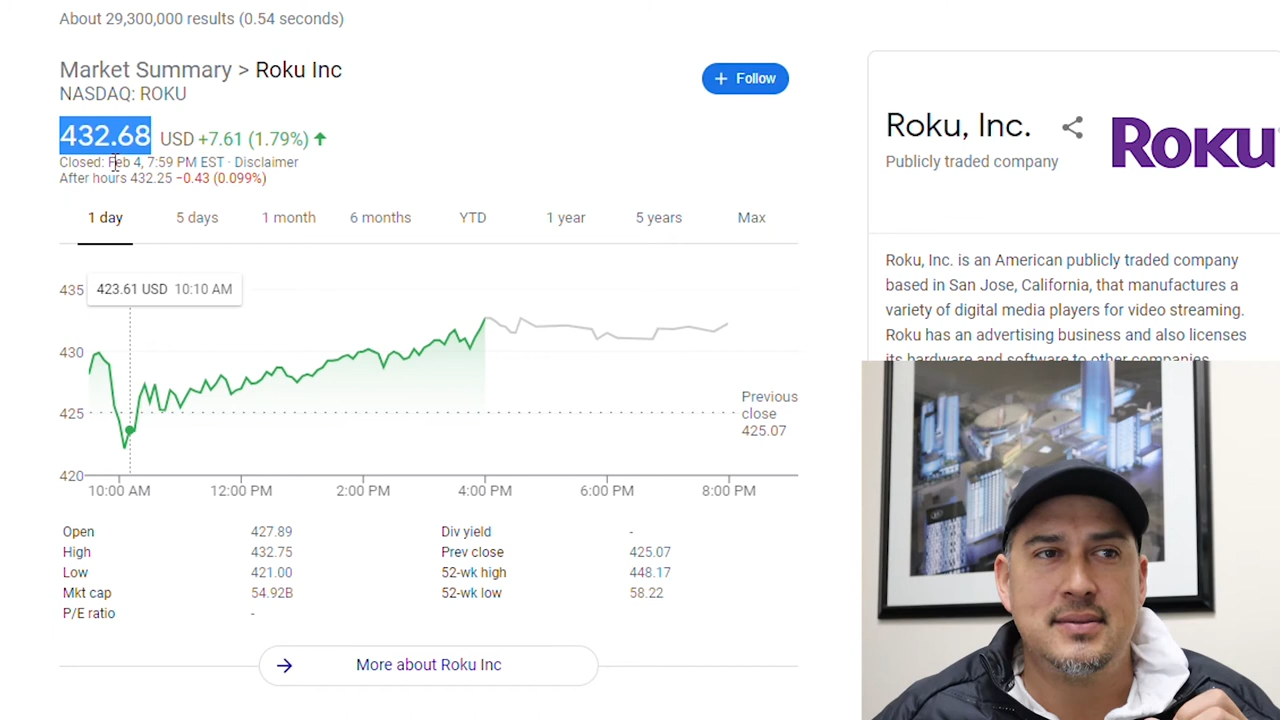 About 29,300,000 results (0.54 seconds)
Market Summary > Roku Inc
NASDAQ: ROKU
+ Follow
432.68 USD +7.61 (1.79%) ↑
Closed: Feb 4, 7:59 PM EST · Disclaimer
After hours 432.25 −0.43 (0.099%)
1 day 5 days 1 month 6 months YTD 1 year 5 years Max
435
423.61 USD 10:10 AM
430
425
Previous
close
425.07
420
10:00 AM 12:00 PM 2:00 PM 4:00 PM 6:00 PM 8:00 PM
Open 427.89 Div yield -
High 432.75 Prev close 425.07
Low 421.00 52-wk high 448.17
Mkt cap 54.92B 52-wk low 58.22
P/E ratio -
More about Roku Inc
Roku, Inc.
Publicly traded company
Roku
Roku, Inc. is an American publicly traded company
based in San Jose, California, that manufactures a
variety of digital media players for video streaming.
Roku has an advertising business and also licenses
its hardware and software to other companies